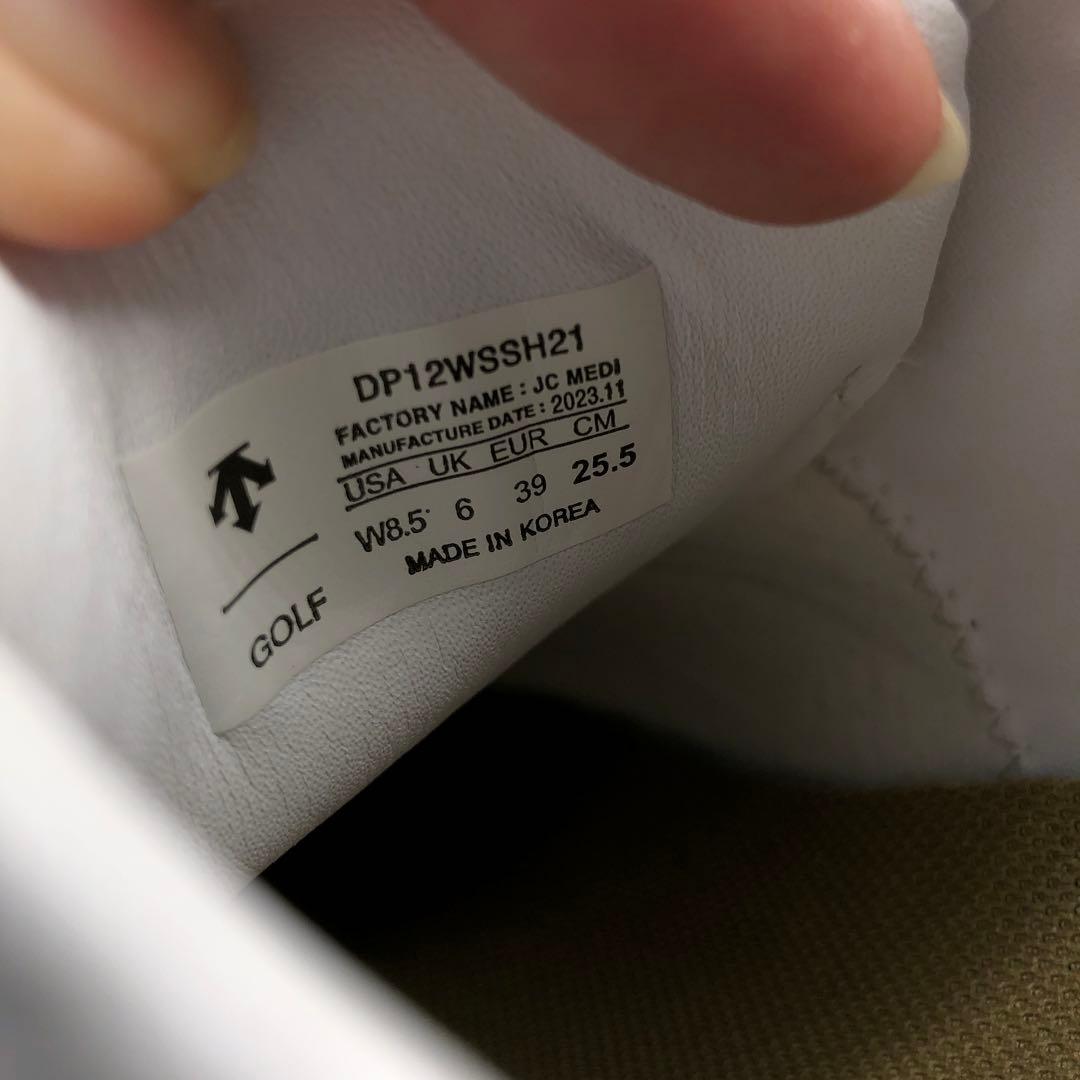 DP12WSSH21
FACTORY NAME : JC MEDI
MANUFACTURE DATE : 2023.11
USA UK EUR CM
W8.5 6 39 25.5
MADE IN KOREA
GOLF